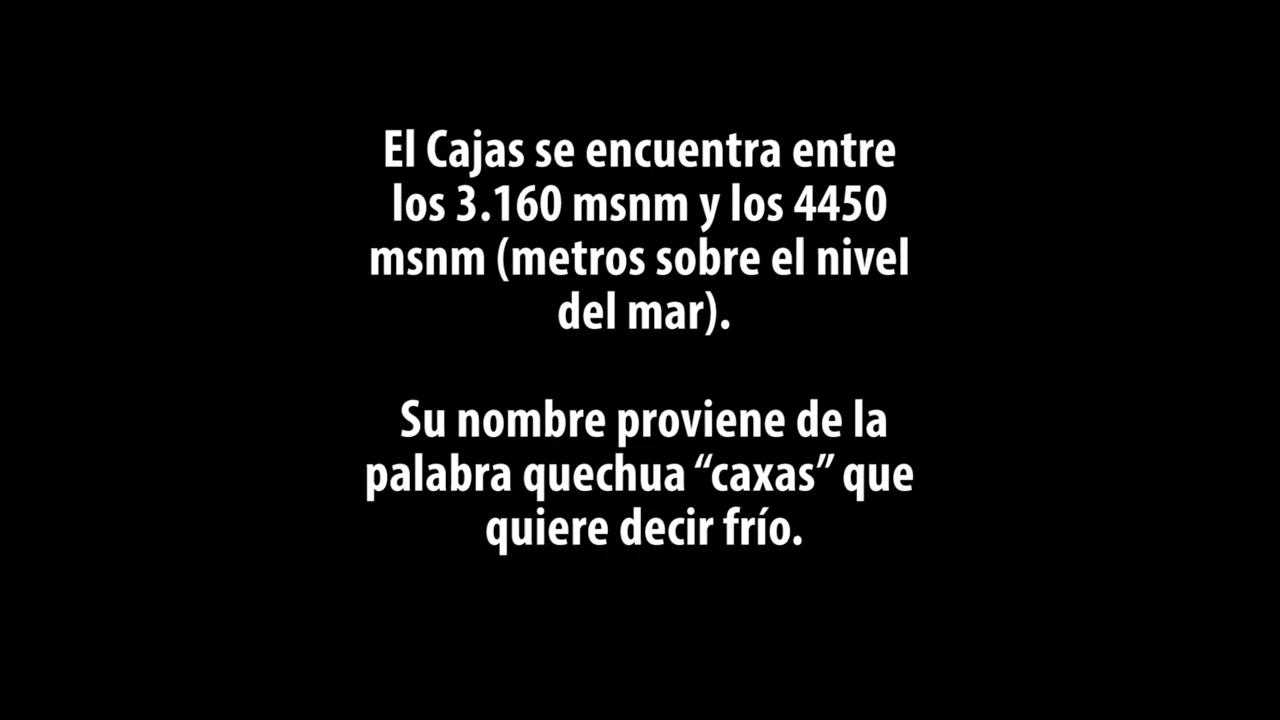 El Cajas se encuentra entre
los 3.160 msnm y los 4450
msnm (metros sobre el nivel
del mar).
Su nombre proviene de la
palabra quechua “caxas” que
quiere decir frío.